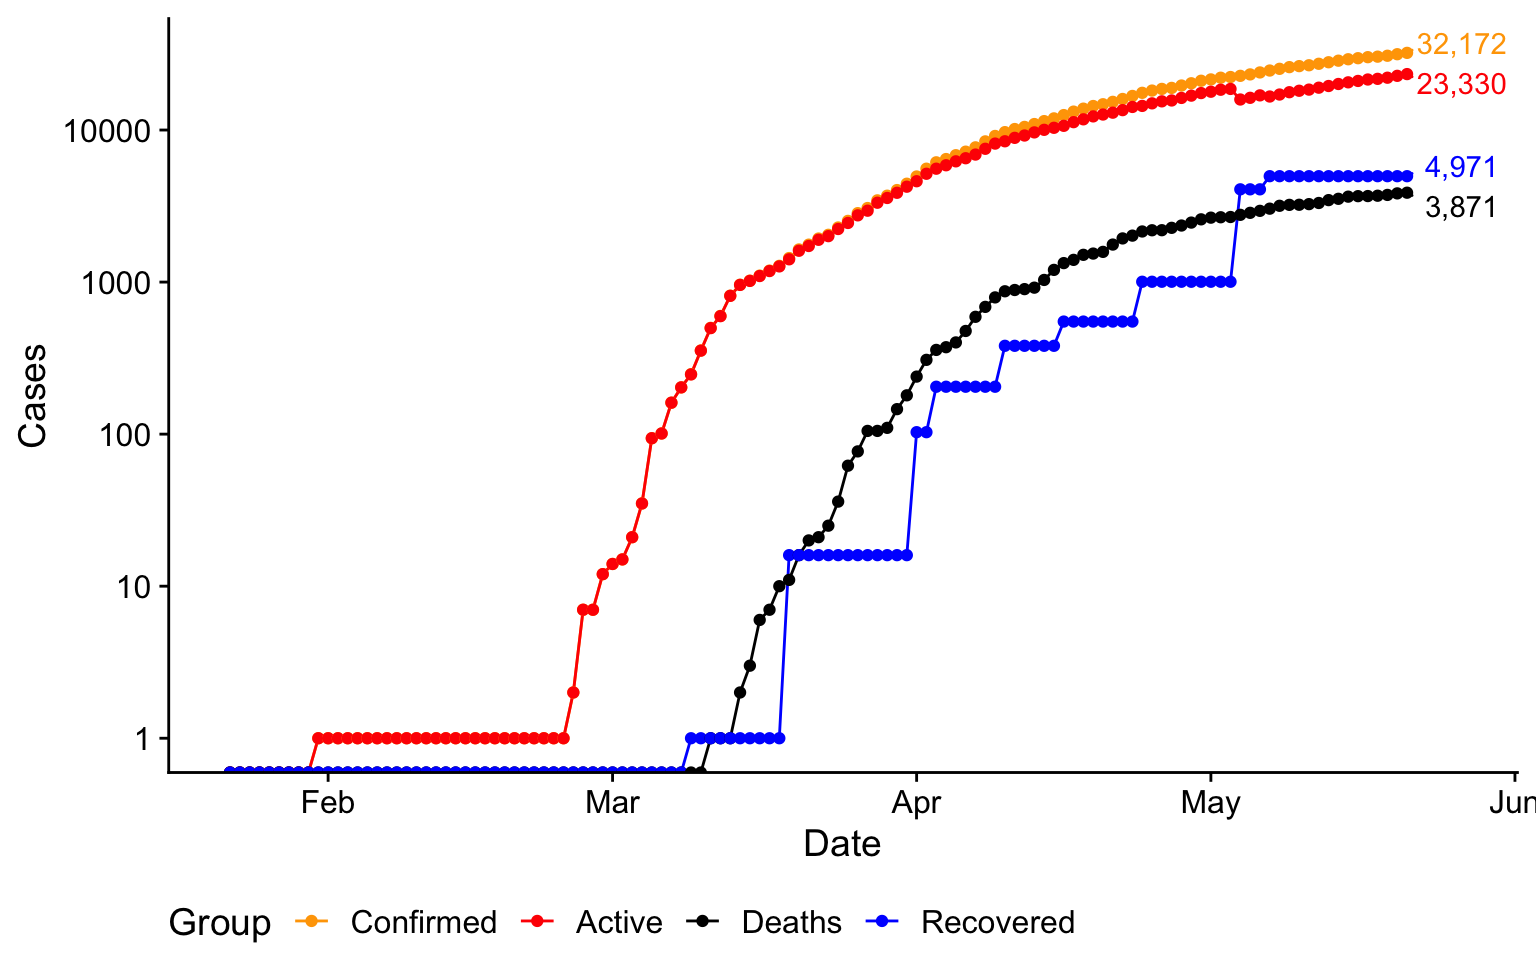 32,172
23,330
4,971
3,871
10000
1000
100
10
1
Cases
Feb Mar Apr May Jun
Date
Group Confirmed Active Deaths Recovered